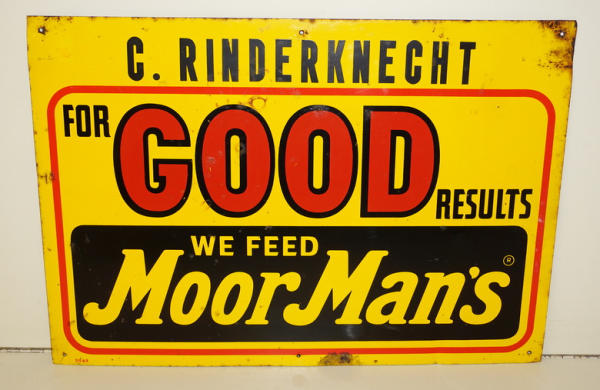 C. RINDERKNECHT
FOR GOOD RESULTS
WE FEED
MoorMan's ®